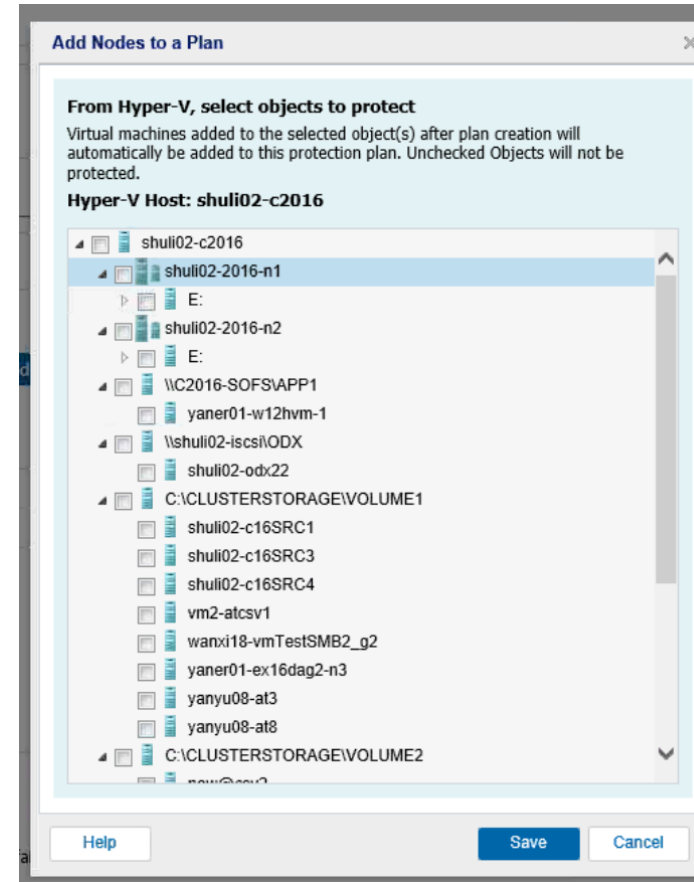 Add Nodes to a Plan
From Hyper-V, select objects to protect
Virtual machines added to the selected object(s) after plan creation will
automatically be added to this protection plan. Unchecked Objects will not be
protected.
Hyper-V Host: shuli02-c2016
shuli02-c2016
shuli02-2016-n1
E:
shuli02-2016-n2
E:
\\C2016-SOFS\APP1
yaner01-w12hvm-1
\\shuli02-iscsi\ODX
shuli02-odx22
C:\CLUSTERSTORAGE\VOLUME1
shuli02-c16SRC1
shuli02-c16SRC3
shuli02-c16SRC4
vm2-atcsv1
wanxi18-vmTestSMB2_g2
yaner01-ex16dag2-n3
yanyu08-at3
yanyu08-at8
C:\CLUSTERSTORAGE\VOLUME2
Help
Save
Cancel